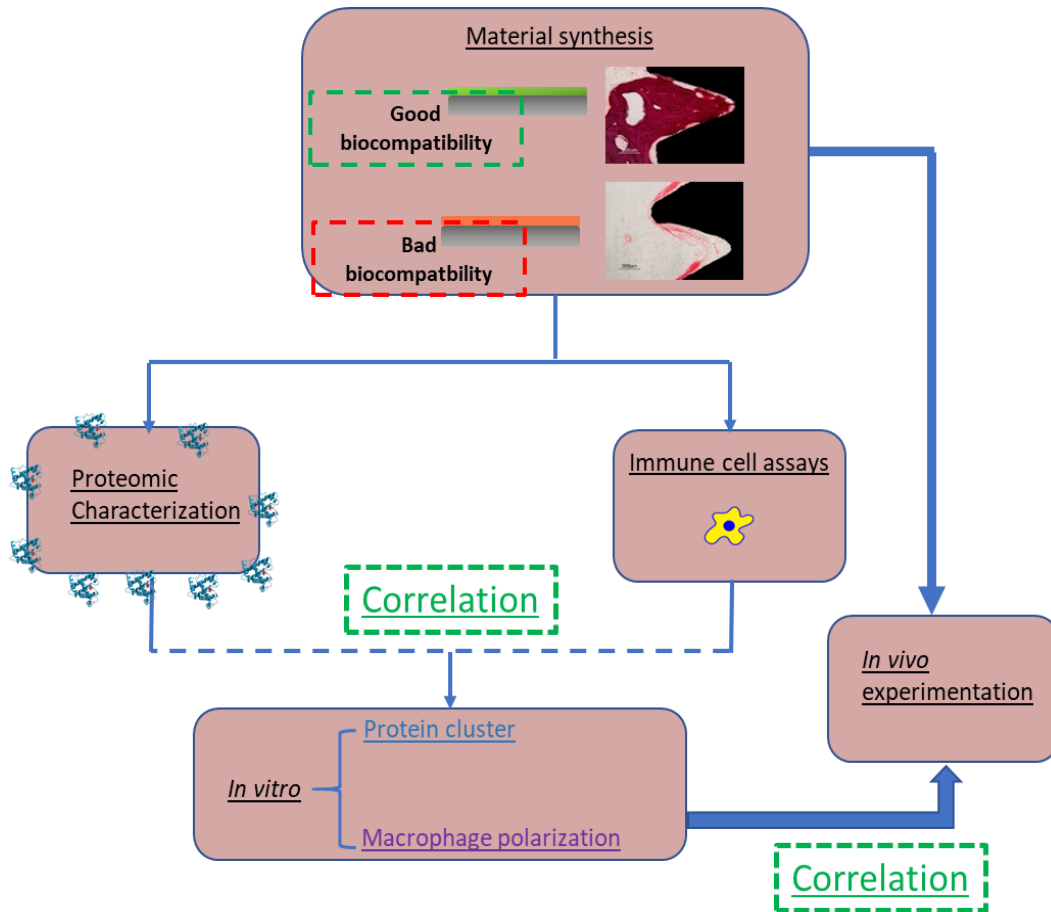 Material synthesis
Good
biocompatibility
Bad
biocompatbility
Proteomic
Characterization
Immune cell assays
Correlation
In vivo
experimentation
Protein cluster
In vitro
Macrophage polarization
Correlation